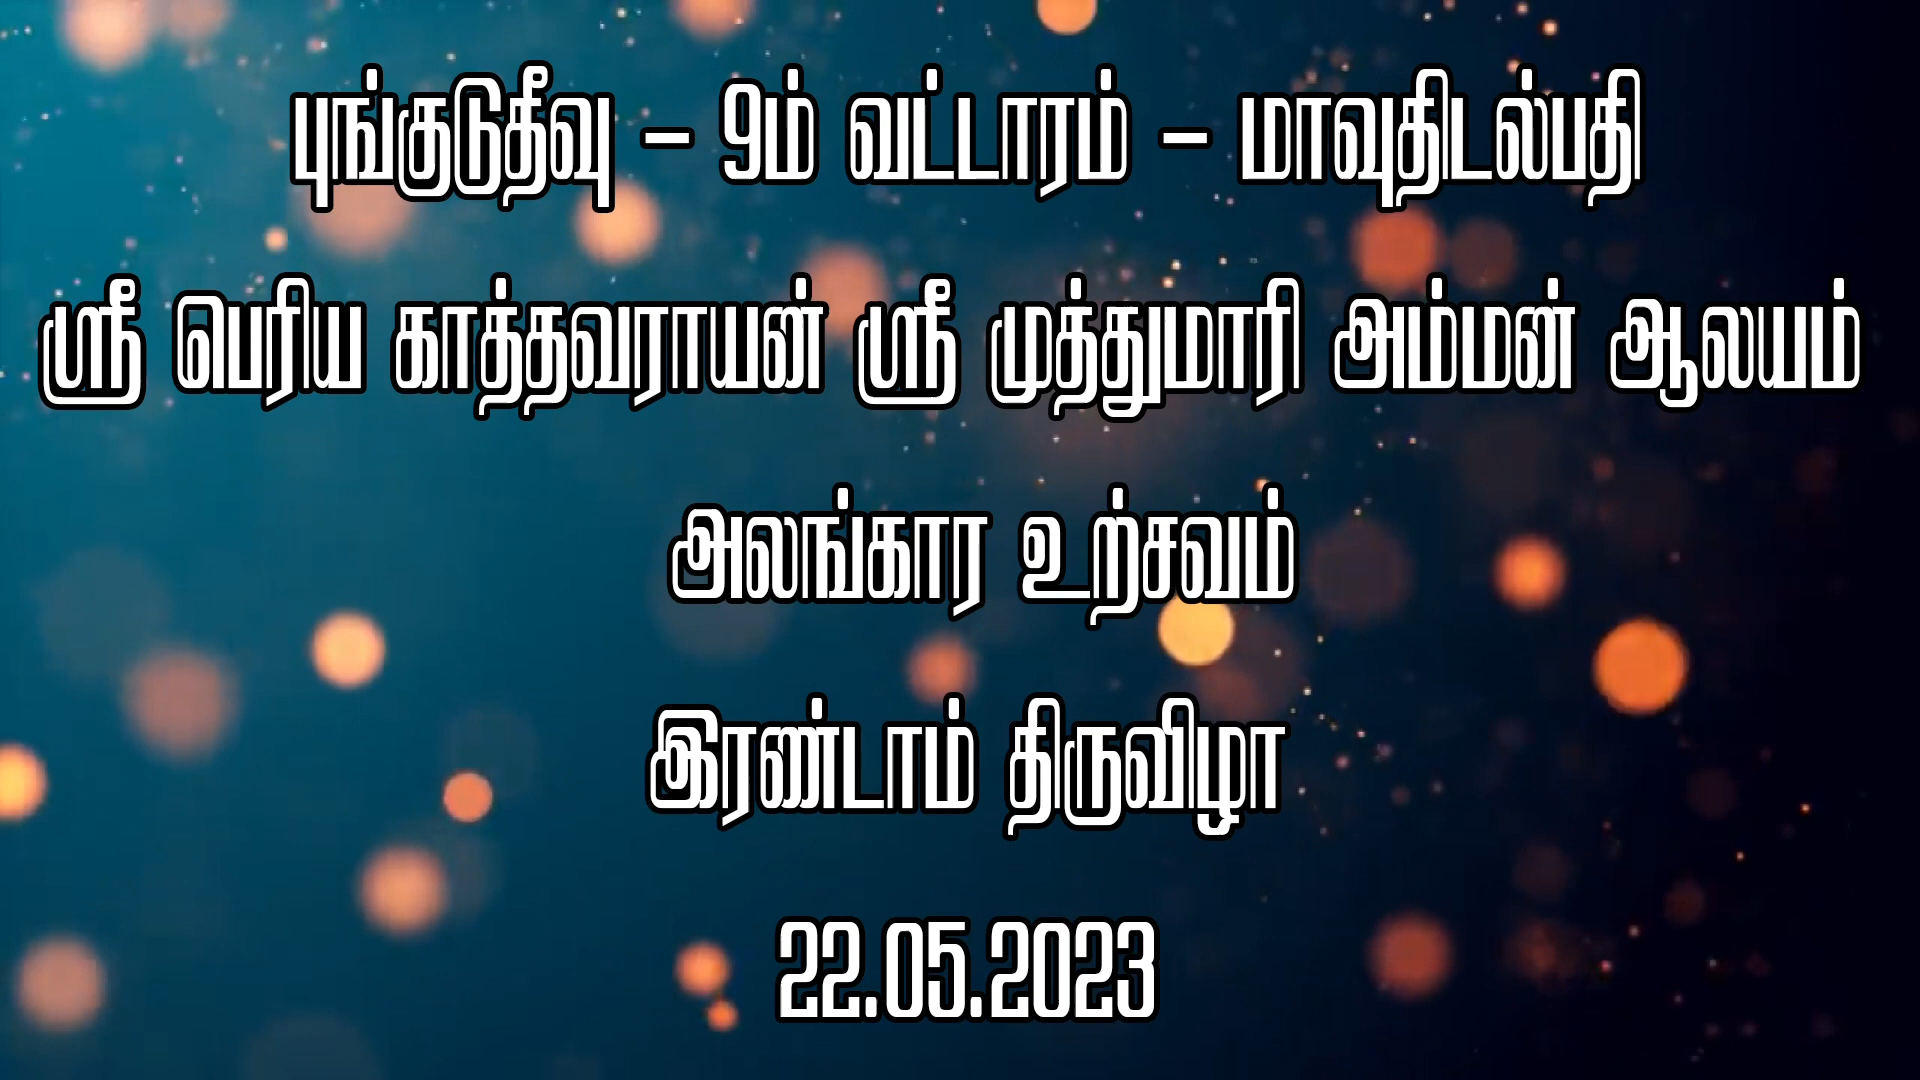 புங்குடுதீவு - 9ம் வட்டாரம் - மாவுதிடல்பதி
ஸ்ரீ பெரிய காத்தவராயன் ஸ்ரீ முத்துமாரி அம்மன் ஆலயம்
அலங்கார உற்சவம்
இரண்டாம் திருவிழா
22.05.2023